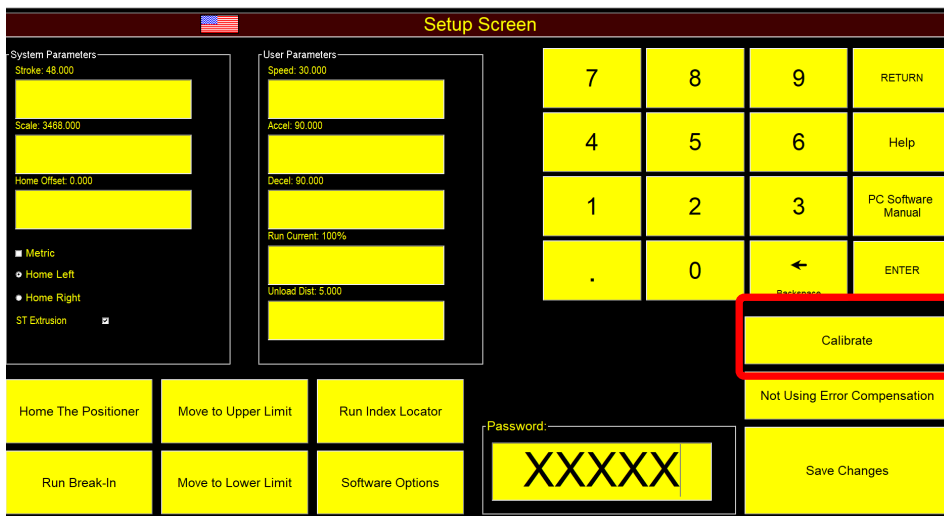 Setup Screen
System Parameters
Stroke: 48.000
Scale: 3468.000
Home Offset: 0.000
Metric
Home Left
Home Right
ST Extrusion
User Parameters
Speed: 30.000
Accel: 90.000
Decel: 90.000
Run Current: 100%
Unload Dist: 5.000
7
8
9
RETURN
4
5
6
Help
1
2
3
PC Software
Manual
.
0
Backspace
ENTER
Calibrate
Not Using Error Compensation
Home The Positioner
Move to Upper Limit
Run Index Locator
Run Break-In
Move to Lower Limit
Software Options
Password:
XXXXX
Save Changes